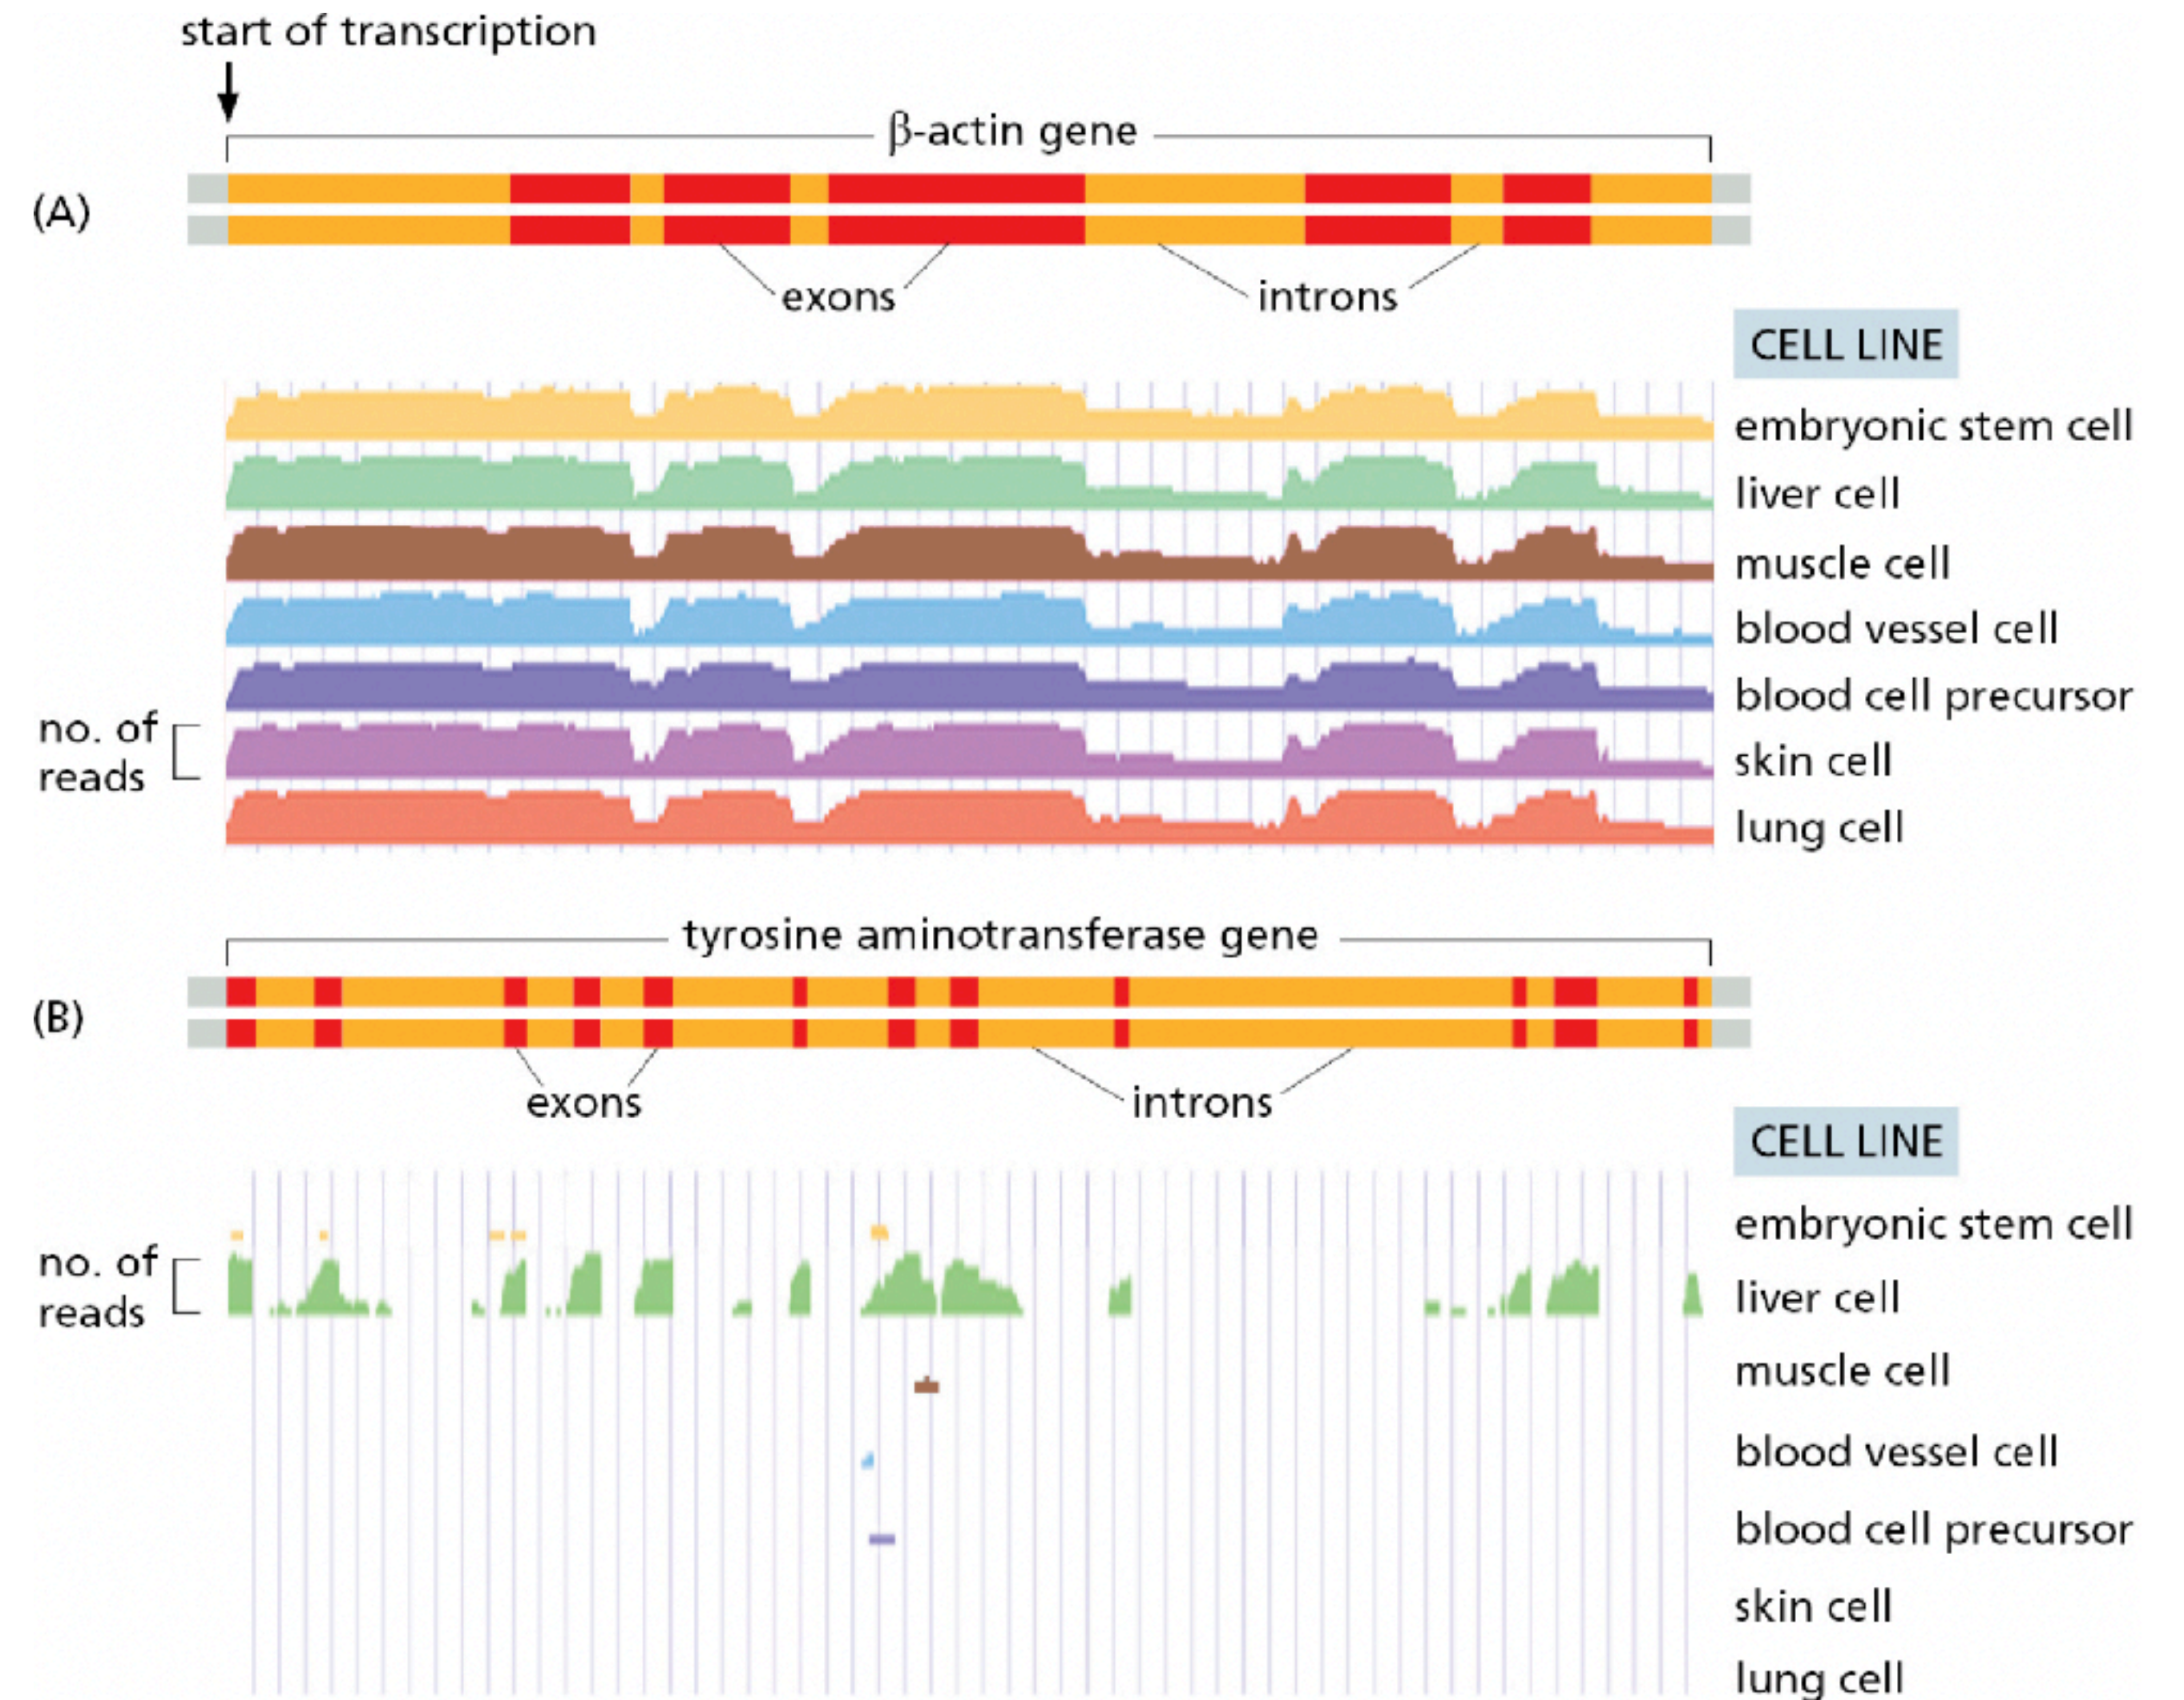 start of transcription
β-actin gene
(A)
exons
introns
CELL LINE
embryonic stem cell
liver cell
muscle cell
blood vessel cell
blood cell precursor
no. of
reads
skin cell
lung cell
tyrosine aminotransferase gene
(B)
exons
introns
CELL LINE
embryonic stem cell
no. of
reads
liver cell
muscle cell
blood vessel cell
blood cell precursor
skin cell
lung cell